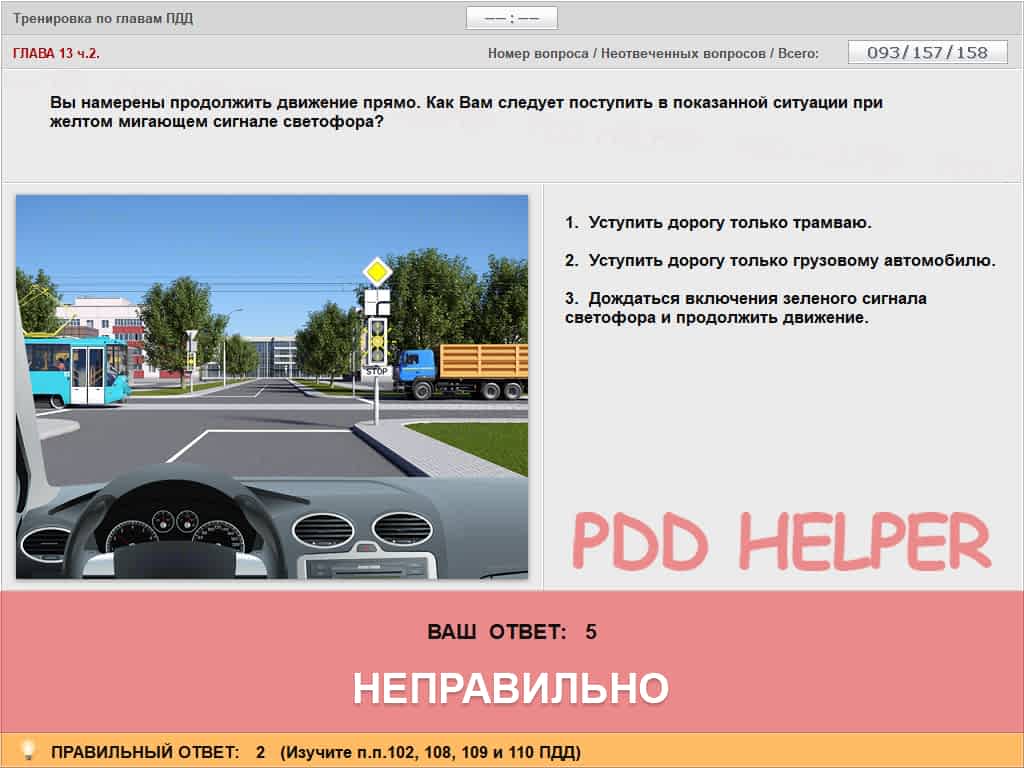 Тренировка по главам ПДД
—— : ——
ГЛАВА 13 ч.2.
Номер вопроса / Неотвеченных вопросов / Всего:
093/157/158
Вы намерены продолжить движение прямо. Как Вам следует поступить в показанной ситуации при
желтом мигающем сигнале светофора?
1. Уступить дорогу только трамваю.
2. Уступить дорогу только грузовому автомобилю.
3. Дождаться включения зеленого сигнала
светофора и продолжить движение.
STOP
PDD HELPER
ВАШ ОТВЕТ: 5
НЕПРАВИЛЬНО
ПРАВИЛЬНЫЙ ОТВЕТ: 2 (Изучите п.п.102, 108, 109 и 110 ПДД)